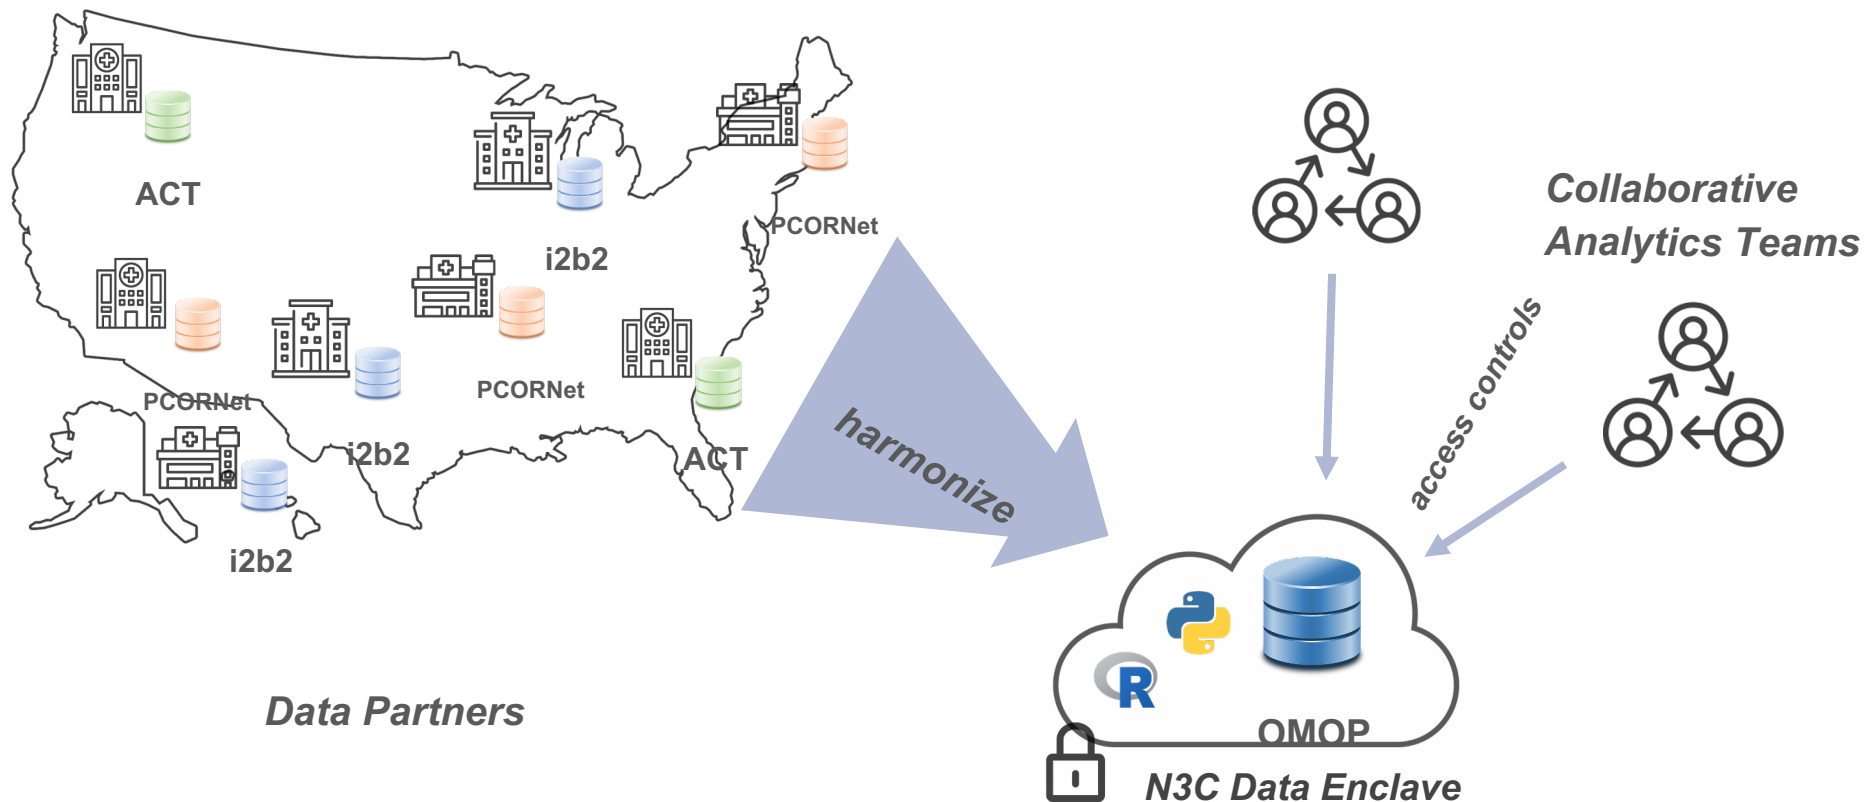 ACT
i2b2
PCORNet
PCORNet
i2b2
PCORNet
ACT
i2b2
Data Partners
harmonize
Collaborative
Analytics Teams
access controls
R
OMOP
N3C Data Enclave